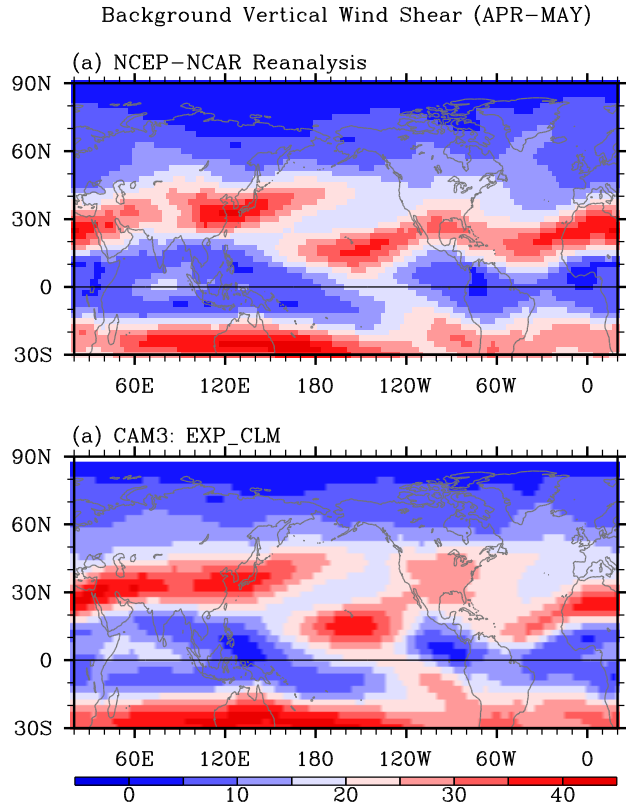 Background Vertical Wind Shear (APR-MAY)
(a) NCEP-NCAR Reanalysis
90N
60N
30N
0
30S
60E 120E 180 120W 60W 0
(a) CAM3: EXP_CLM
90N
60N
30N
0
30S
60E 120E 180 120W 60W 0
0 10 20 30 40